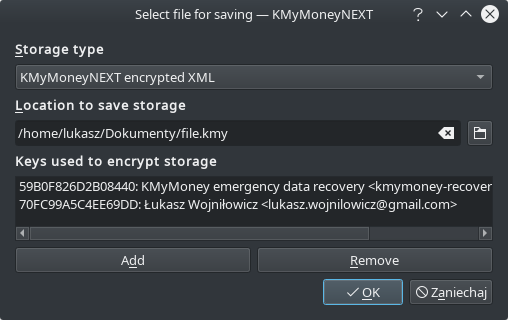 Select file for saving — KMyMoneyNEXT
Storage type
KMyMoneyNEXT encrypted XML
Location to save storage
/home/lukasz/Dokumenty/file.kmy
Keys used to encrypt storage
59B0F826D2B08440: KMyMoney emergency data recovery <kmymoney-recover
70FC99A5C4EE69DD: Łukasz Wojniłowicz <lukasz.wojnilowicz@gmail.com>
Add Remove
OK Zaniechaj